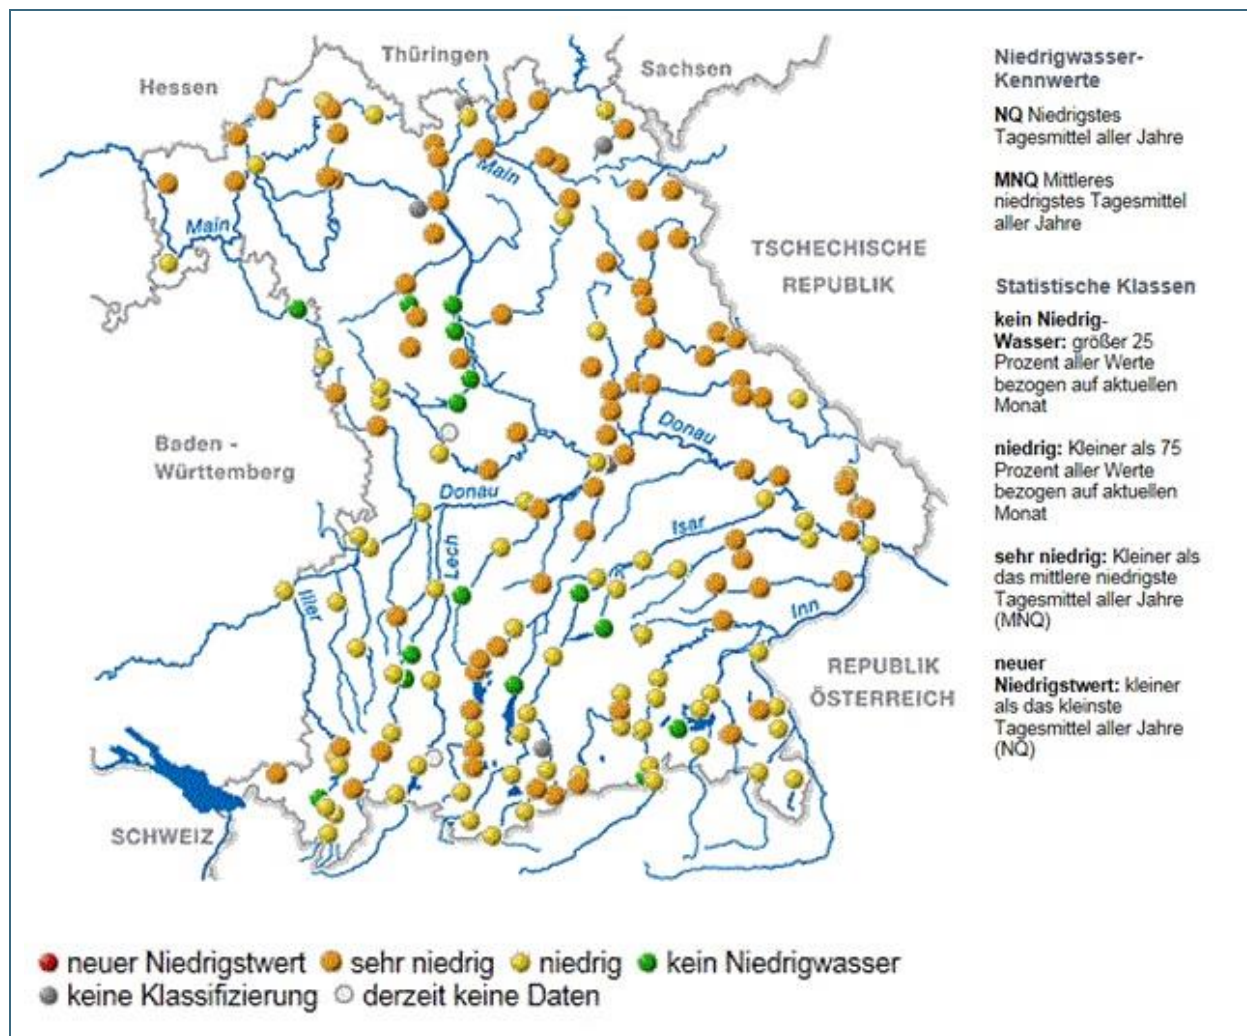 Thüringen
Sachsen
Hessen
Main
Main
TSCHECHISCHE
REPUBLIK
Baden -
Württemberg
Donau
Donau
Isar
Lech
Iller
Inn
REPUBLIK
ÖSTERREICH
SCHWEIZ
Niedrigwasser-
Kennwerte
NQ Niedrigstes
Tagesmittel aller Jahre
MNQ Mittleres
niedrigstes Tagesmittel
aller Jahre
Statistische Klassen
kein Niedrig-
Wasser: größer 25
Prozent aller Werte
bezogen auf aktuellen
Monat
niedrig: Kleiner als 75
Prozent aller Werte
bezogen auf aktuellen
Monat
sehr niedrig: Kleiner als
das mittlere niedrigste
Tagesmittel aller Jahre
(MNQ)
neuer
Niedrigstwert: kleiner
als das kleinste
Tagesmittel aller Jahre
(NQ)
neuer Niedrigstwert sehr niedrig niedrig kein Niedrigwasser
keine Klassifizierung derzeit keine Daten